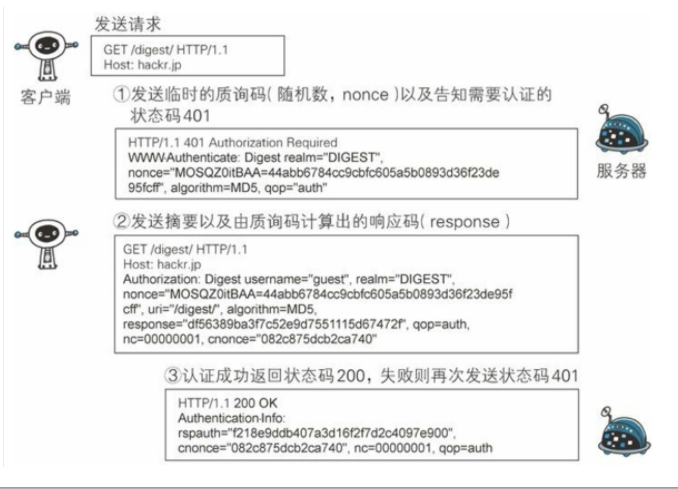 发送请求
GET /digest/ HTTP/1.1
Host: hackr.jp
客户端
①发送临时的质询码(随机数，nonce)以及告知需要认证的
状态码401
HTTP/1.1 401 Authorization Required
WWW-Authenticate: Digest realm="DIGEST",
nonce="MOSQZ0itBAA=44abb6784cc9cbfc605a5b0893d36f23de
95fcff", algorithm=MD5, qop="auth"
服务器
②发送摘要以及由质询码计算出的响应码(response)
GET /digest/ HTTP/1.1
Host: hackr.jp
Authorization: Digest username="guest", realm="DIGEST",
nonce="MOSQZ0itBAA=44abb6784cc9cbfc605a5b0893d36f23de95f
cff", uri="/digest/", algorithm=MD5,
response="df56389ba3f7c52e9d7551115d67472f", qop=auth,
nc=00000001, cnonce="082c875dcb2ca740"
③认证成功返回状态码200，失败则再次发送状态码401
HTTP/1.1 200 OK
Authentication-Info:
rspauth="f218e9ddb407a3d16f2f7d2c4097e900",
cnonce="082c875dcb2ca740", nc=00000001, qop=auth